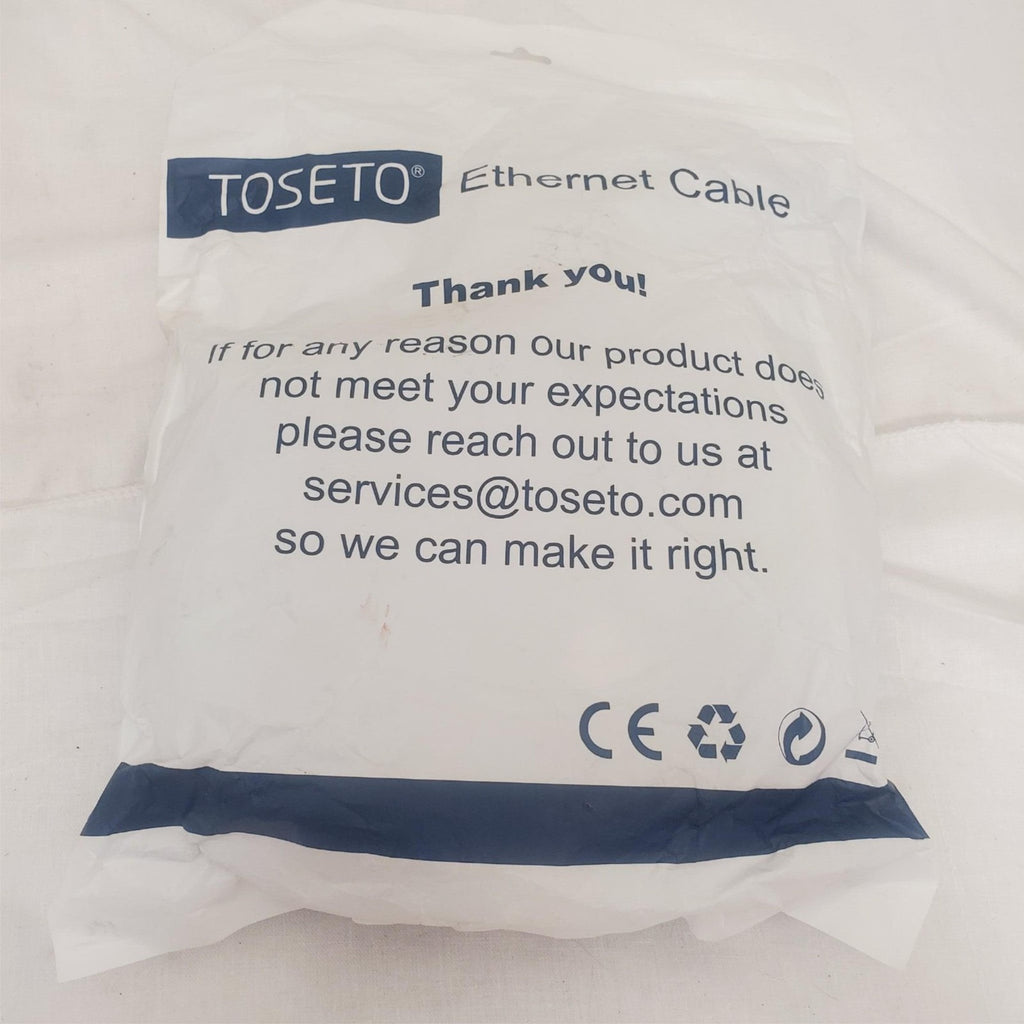 TOSETO® Ethernet Cable
Thank you!
If for any reason our product does
not meet your expectations
please reach out to us at
services@toseto.com
so we can make it right.
CE